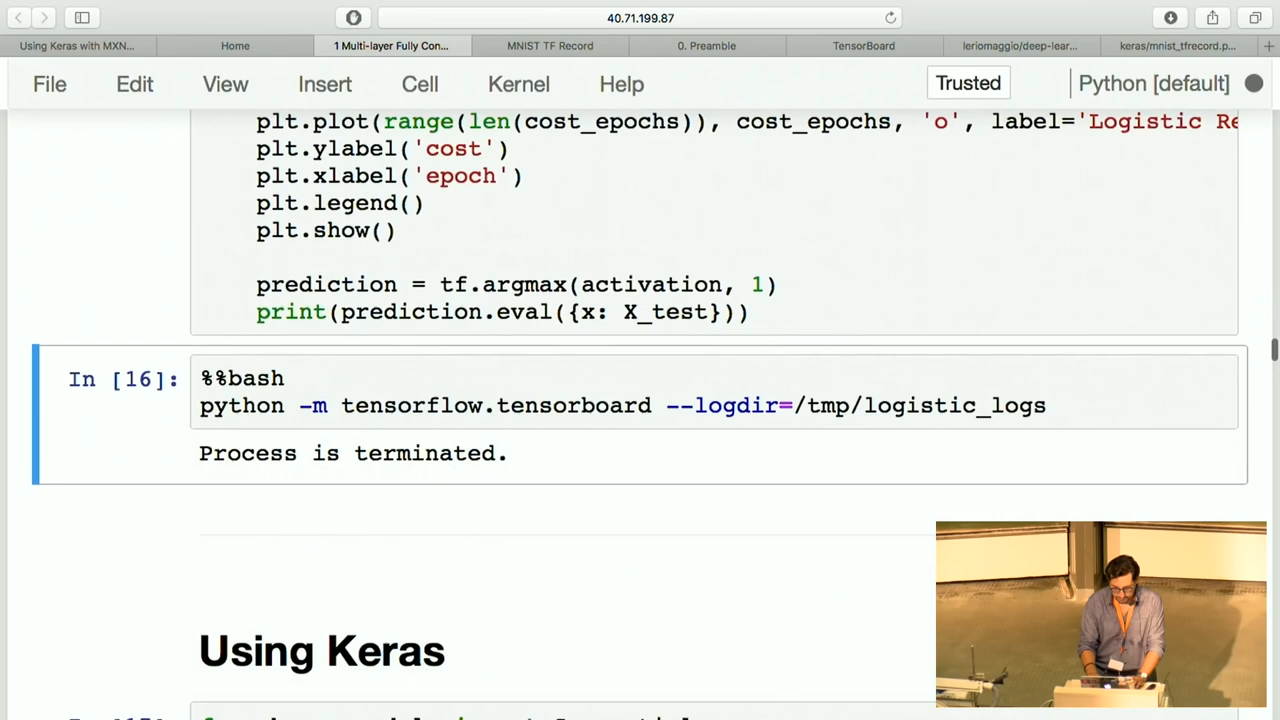 40.71.199.87
Using Keras with MXN... Home 1 Multi-layer Fully Con... MNIST TF Record 0. Preamble TensorBoard leriomaggio/deep-lear... keras/mnist_tfrecord.p... +
File Edit View Insert Cell Kernel Help Trusted Python [default]
plt.plot(range(len(cost_epochs)), cost_epochs, 'o', label='Logistic Re
plt.ylabel('cost')
plt.xlabel('epoch')
plt.legend()
plt.show()
prediction = tf.argmax(activation, 1)
print(prediction.eval({x: X_test}))
In [16]: %%bash
python -m tensorflow.tensorboard --logdir=/tmp/logistic_logs
Process is terminated.
Using Keras